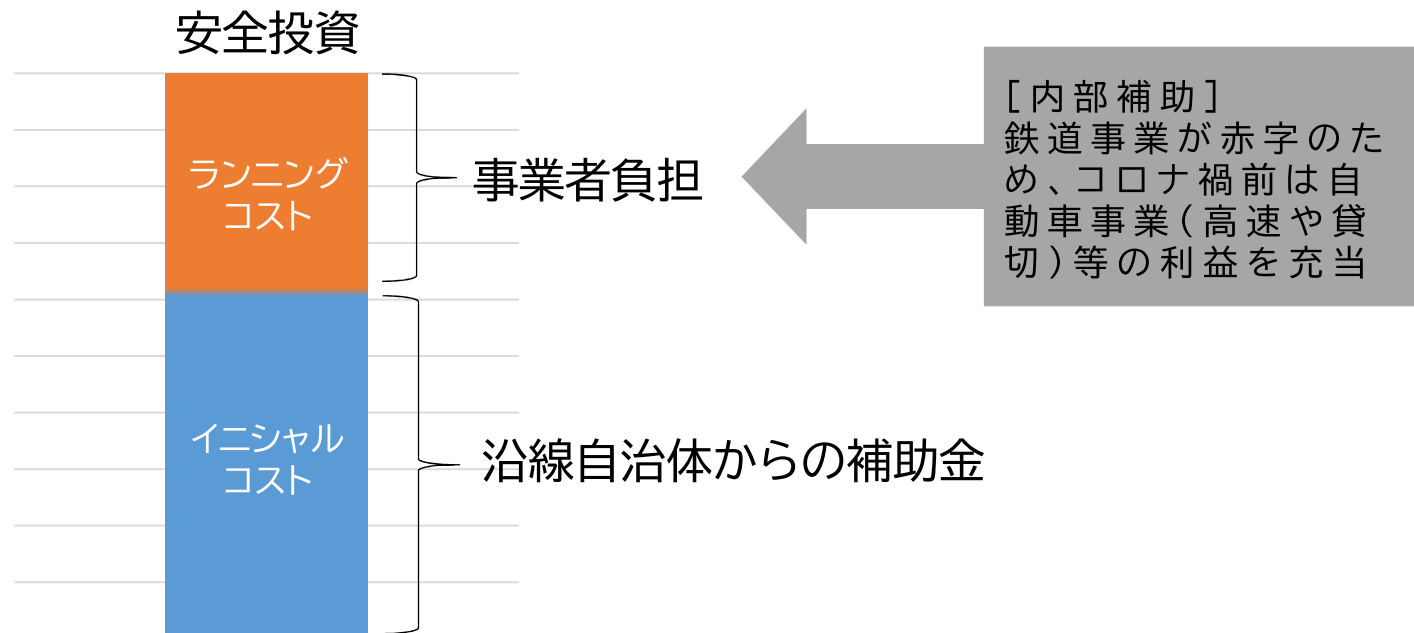 安全投資
ランニング
コスト
事業者負担
[内部補助]
鉄道事業が赤字のた
め、コロナ禍前は自
動車事業(高速や貸
切)等の利益を充当
イニシャル
コスト
沿線自治体からの補助金